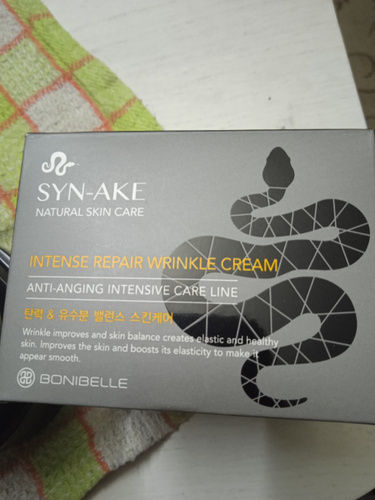 SYN-AKE
NATURAL SKIN CARE
INTENSE REPAIR WRINKLE CREAM
ANTI-ANGING INTENSIVE CARE LINE
탄력 & 유수분 밸런스 스킨케어
Wrinkle improves and skin balance creates elastic and healthy
skin. Improves the skin and boosts its elasticity to make it
appear smooth.
BONIBELLE